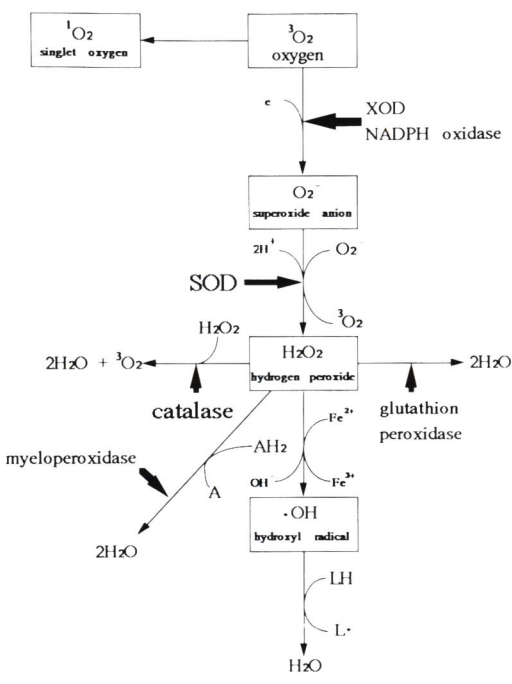 ¹O₂
singlet oxygen
³O₂
oxygen
e
XOD
NADPH oxidase
O₂⁻
superoxide anion
2H⁺
O₂⁻
SOD
³O₂
H₂O₂
2H₂O + ³O₂
H₂O₂
hydrogen peroxide
2H₂O
catalase
glutathion
peroxidase
Fe²⁺
myeloperoxidase
AH₂
A
OH⁻
Fe³⁺
2H₂O
·OH
hydroxyl radical
LH
L·
H₂O